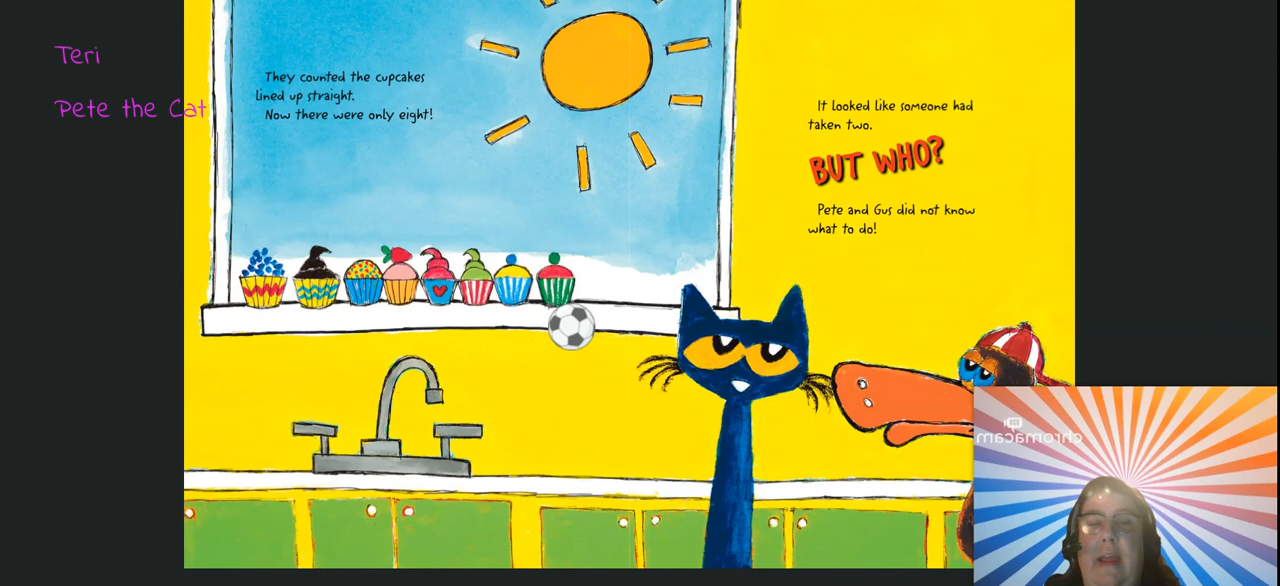 Teri
Pete the Cat
They counted the cupcakes
lined up straight.
Now there were only eight!
It looked like someone had
taken two.
BUT WHO?
Pete and Gus did not know
what to do!
chromacam